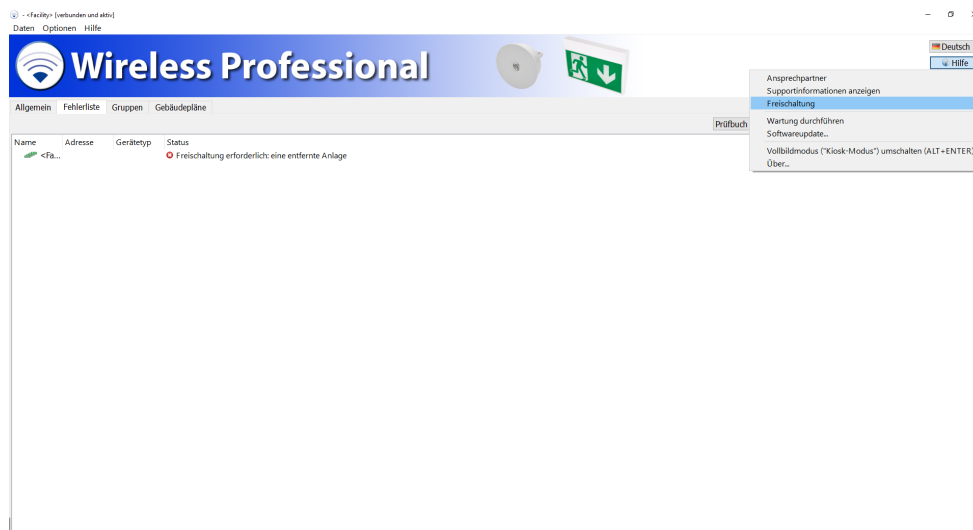 - <Facility> [verbunden und aktiv]
Daten Optionen Hilfe
Wireless Professional
Deutsch
Hilfe
Allgemein Fehlerliste Gruppen Gebäudepläne
Prüfbuch
Ansprechpartner
Supportinformationen anzeigen
Freischaltung
Wartung durchführen
Softwareupdate...
Vollbildmodus ("Kiosk-Modus") umschalten (ALT+ENTER)
Über...
Name Adresse Gerätetyp Status
<Fa... Freischaltung erforderlich: eine entfernte Anlage